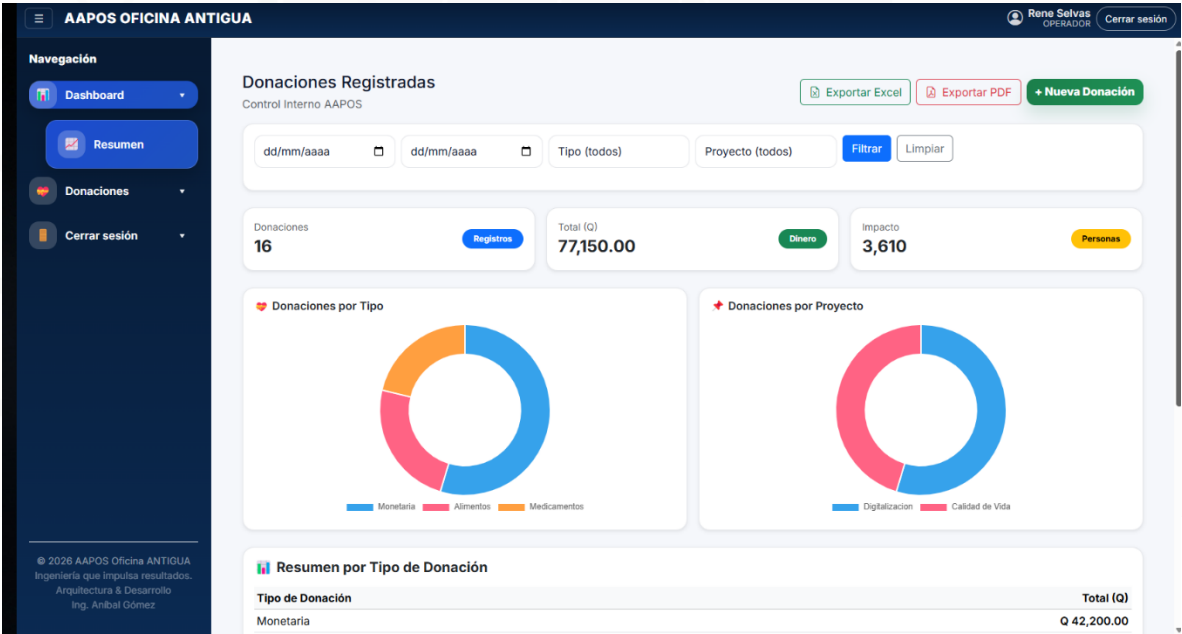 ☰ AAPOS OFICINA ANTIGUA
Rene Selvas
OPERADOR
Cerrar sesión
Navegación
Dashboard
Resumen
Donaciones
Cerrar sesión
© 2026 AAPOS Oficina ANTIGUA
Ingeniería que impulsa resultados.
Arquitectura & Desarrollo
Ing. Aníbal Gómez
Donaciones Registradas
Control Interno AAPOS
Exportar Excel
Exportar PDF
+ Nueva Donación
dd/mm/aaaa
dd/mm/aaaa
Tipo (todos)
Proyecto (todos)
Filtrar
Limpiar
Donaciones
16
Registros
Total (Q)
77,150.00
Dinero
Impacto
3,610
Personas
Donaciones por Tipo
Monetaria Alimentos Medicamentos
Donaciones por Proyecto
Digitalizacion Calidad de Vida
Resumen por Tipo de Donación
Tipo de Donación Total (Q)
Monetaria Q 42,200.00